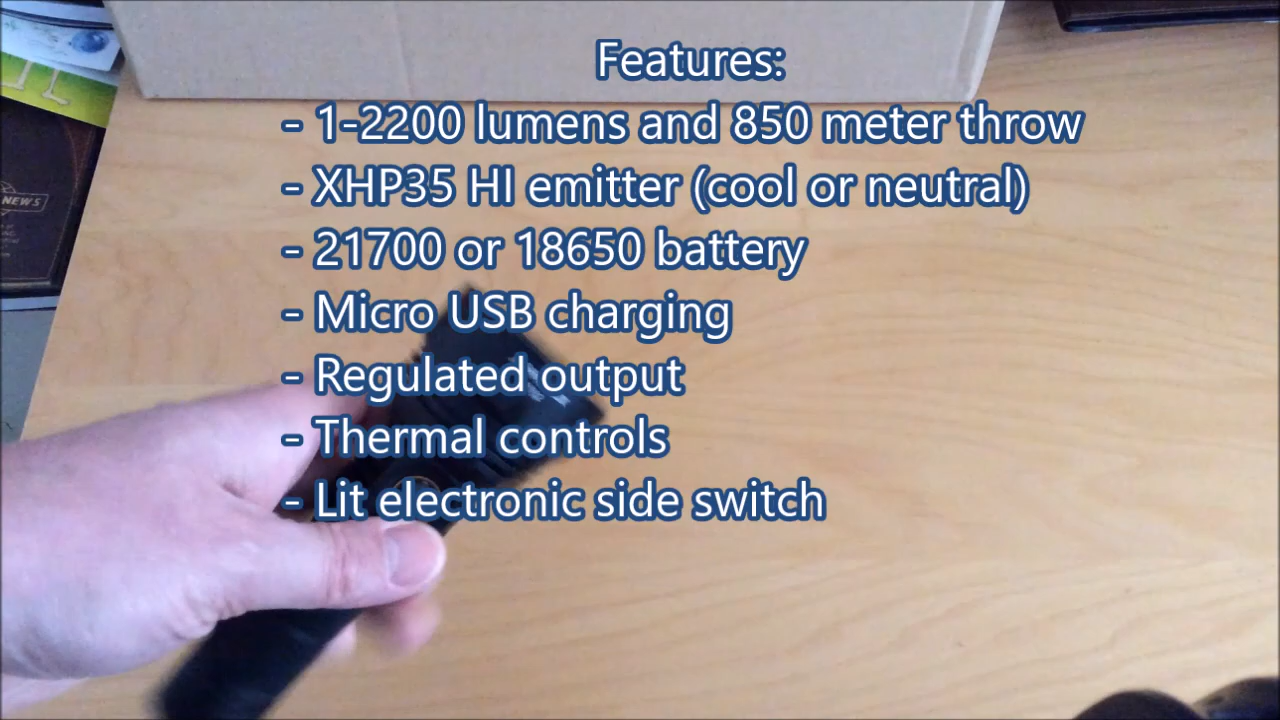 Features:
- 1-2200 lumens and 850 meter throw
- XHP35 HI emitter (cool or neutral)
- 21700 or 18650 battery
- Micro USB charging
- Regulated output
- Thermal controls
- Lit electronic side switch
NEWS